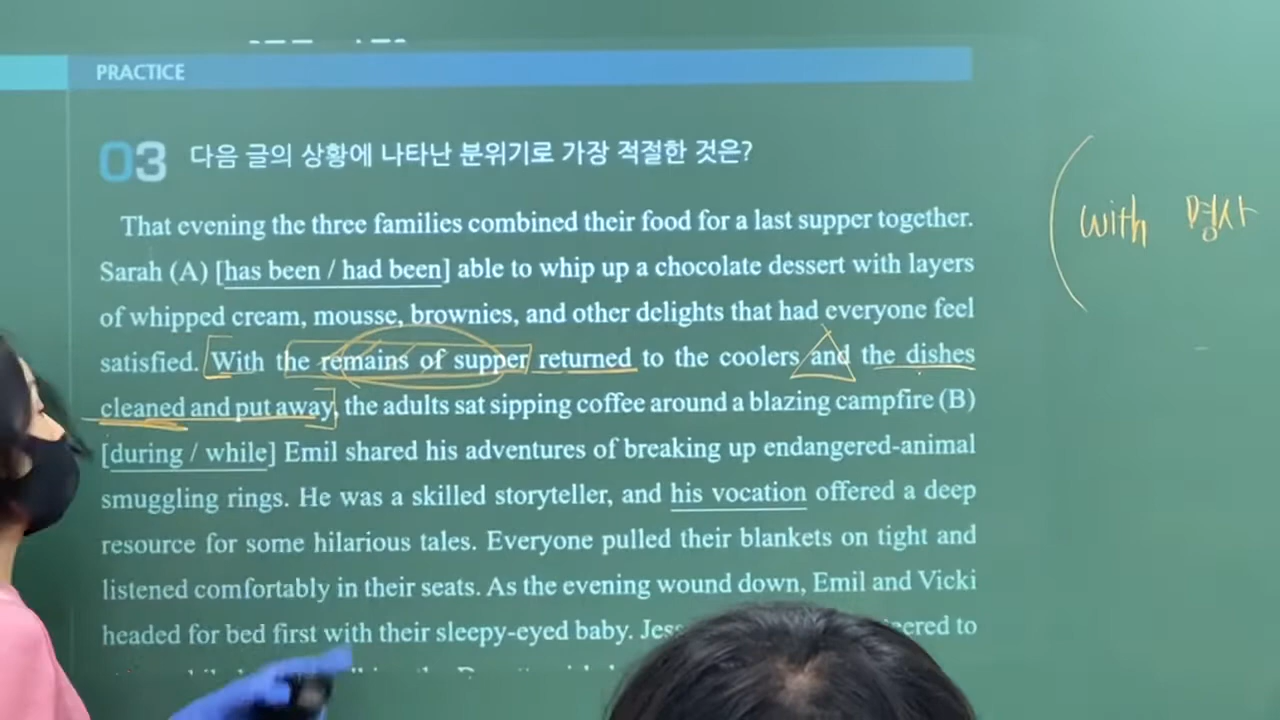 PRACTICE
03 다음 글의 상황에 나타난 분위기로 가장 적절한 것은?
That evening the three families combined their food for a last supper together.
Sarah (A) [has been / had been] able to whip up a chocolate dessert with layers
of whipped cream, mousse, brownies, and other delights that had everyone feel
satisfied. With the remains of supper returned to the coolers and the dishes
cleaned and put away, the adults sat sipping coffee around a blazing campfire (B)
[during / while] Emil shared his adventures of breaking up endangered-animal
smuggling rings. He was a skilled storyteller, and his vocation offered a deep
resource for some hilarious tales. Everyone pulled their blankets on tight and
listened comfortably in their seats. As the evening wound down, Emil and Vicki
headed for bed first with their sleepy-eyed baby. to
with 명사